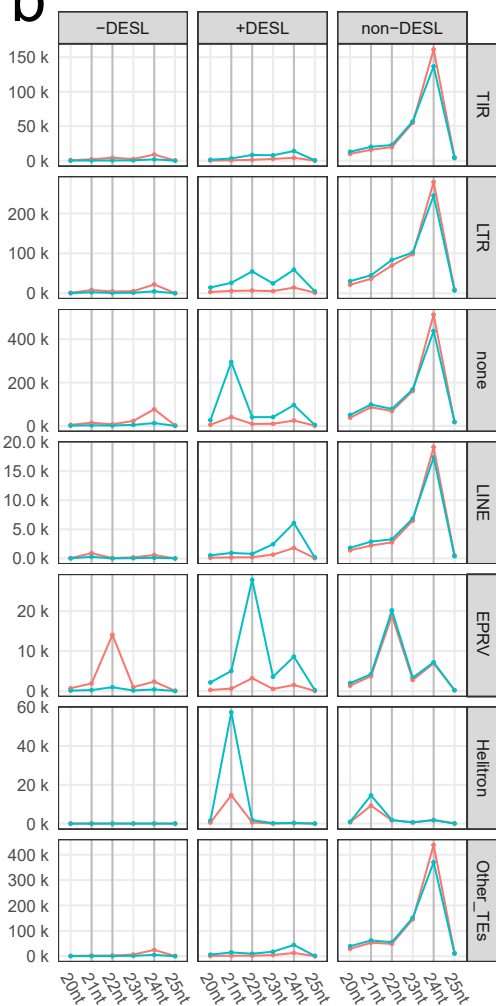 b
−DESL +DESL non−DESL
150 k
100 k
50 k
0 k
TIR
200 k
100 k
0 k
LTR
400 k
200 k
0 k
none
20.0 k
15.0 k
10.0 k
5.0 k
0.0 k
LINE
20 k
10 k
0 k
EPRV
60 k
40 k
20 k
0 k
Helitron
400 k
300 k
200 k
100 k
0 k
Other_TEs
20nt 21nt 22nt 23nt 24nt 25nt 20nt 21nt 22nt 23nt 24nt 25nt 20nt 21nt 22nt 23nt 24nt 25nt